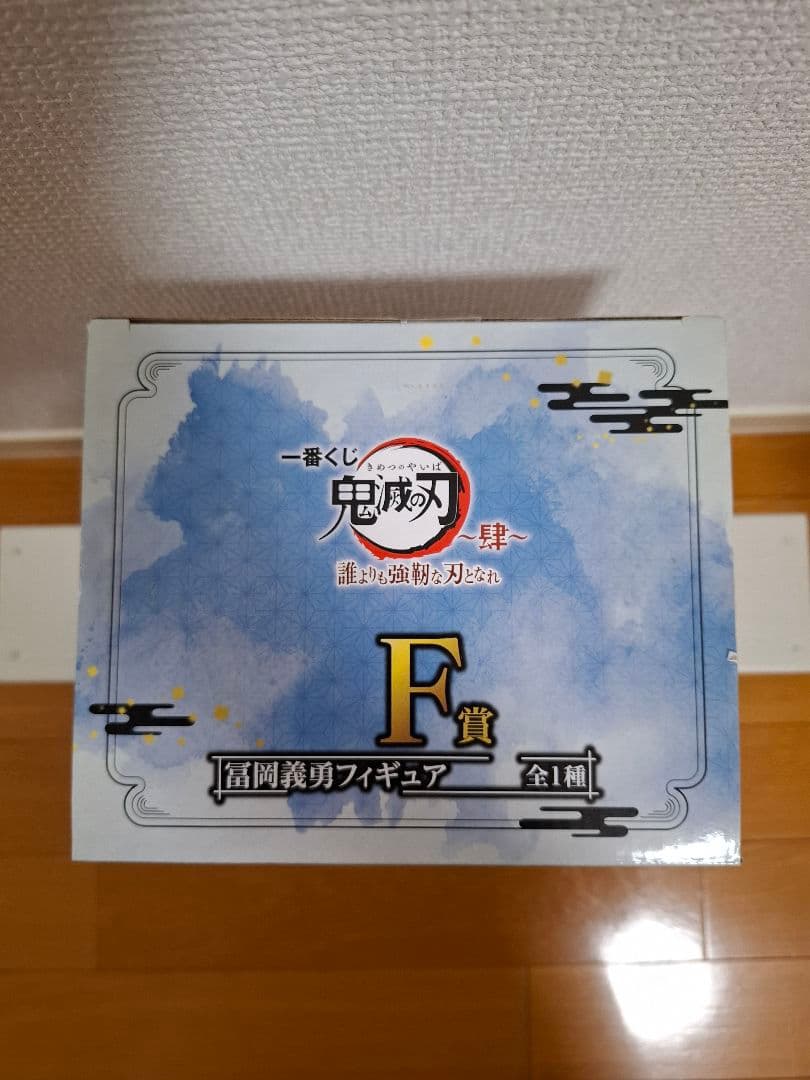 一番くじ
きめつのやいば
鬼滅の刃
～肆～
誰よりも強靭な刃となれ
F賞
冨岡義勇フィギュア 全1種